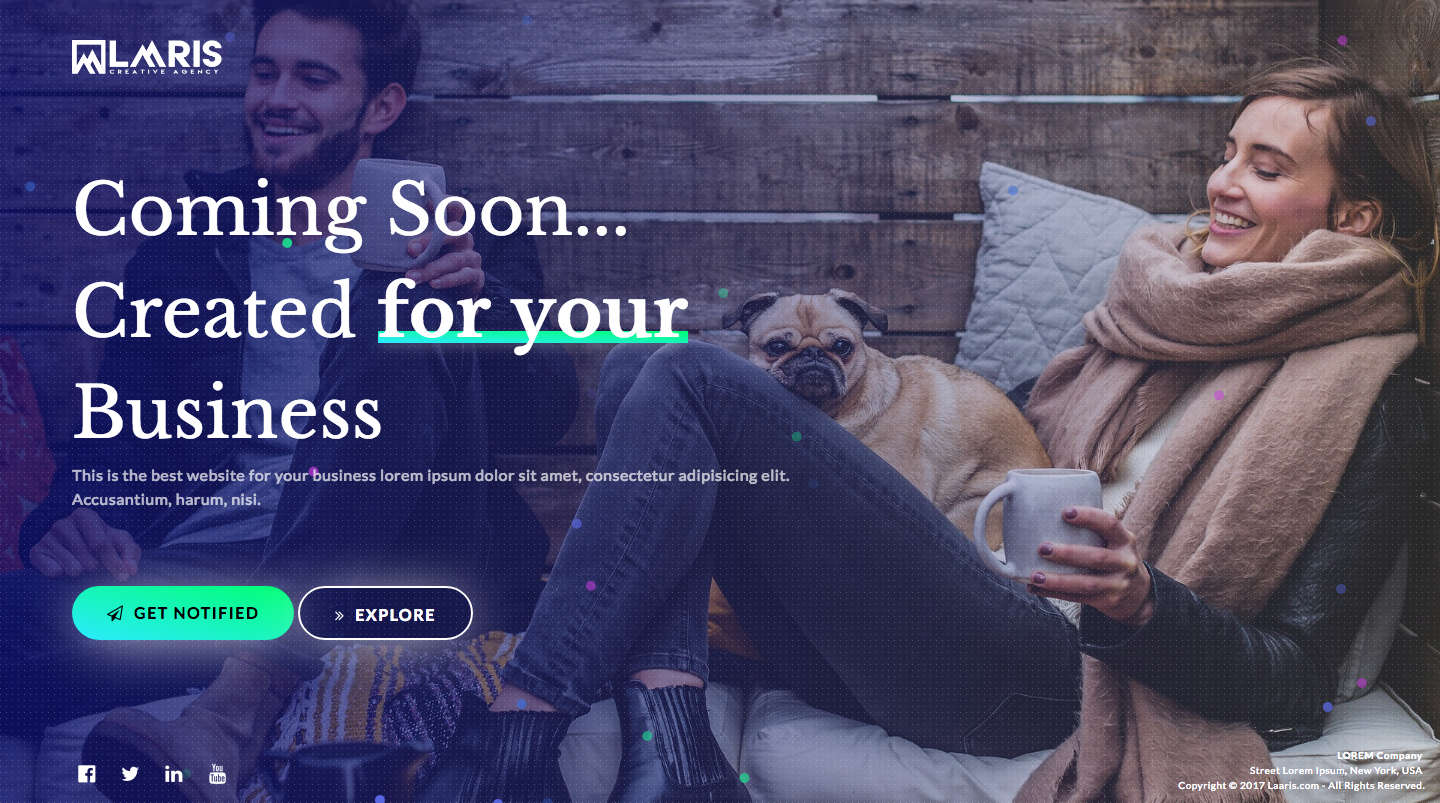 LAARIS
CREATIVE AGENCY
Coming Soon...
Created for your
Business
This is the best website for your business lorem ipsum dolor sit amet, consectetur adipisicing elit.
Accusantium, harum, nisi.
GET NOTIFIED
EXPLORE
You
Tube
LOREM Company
Street Lorem Ipsum, New York, USA
Copyright © 2017 Laaris.com - All Rights Reserved.